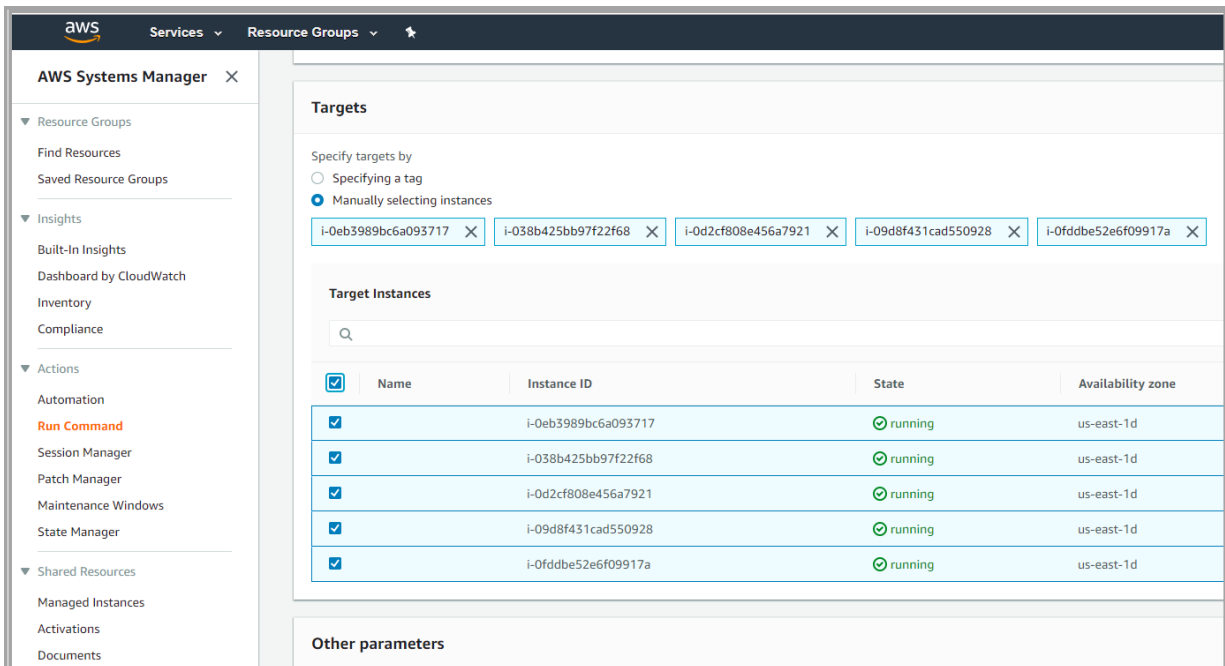 aws Services Resource Groups
AWS Systems Manager
Resource Groups
Find Resources
Saved Resource Groups
Insights
Built-In Insights
Dashboard by CloudWatch
Inventory
Compliance
Actions
Automation
Run Command
Session Manager
Patch Manager
Maintenance Windows
State Manager
Shared Resources
Managed Instances
Activations
Documents
Targets
Specify targets by
Specifying a tag
Manually selecting instances
i-0eb3989bc6a093717 i-038b425bb97f22f68 i-0d2cf808e456a7921 i-09d8f431cad550928 i-0fddbe52e6f09917a
Target Instances
Name Instance ID State Availability zone
i-0eb3989bc6a093717 running us-east-1d
i-038b425bb97f22f68 running us-east-1d
i-0d2cf808e456a7921 running us-east-1d
i-09d8f431cad550928 running us-east-1d
i-0fddbe52e6f09917a running us-east-1d
Other parameters